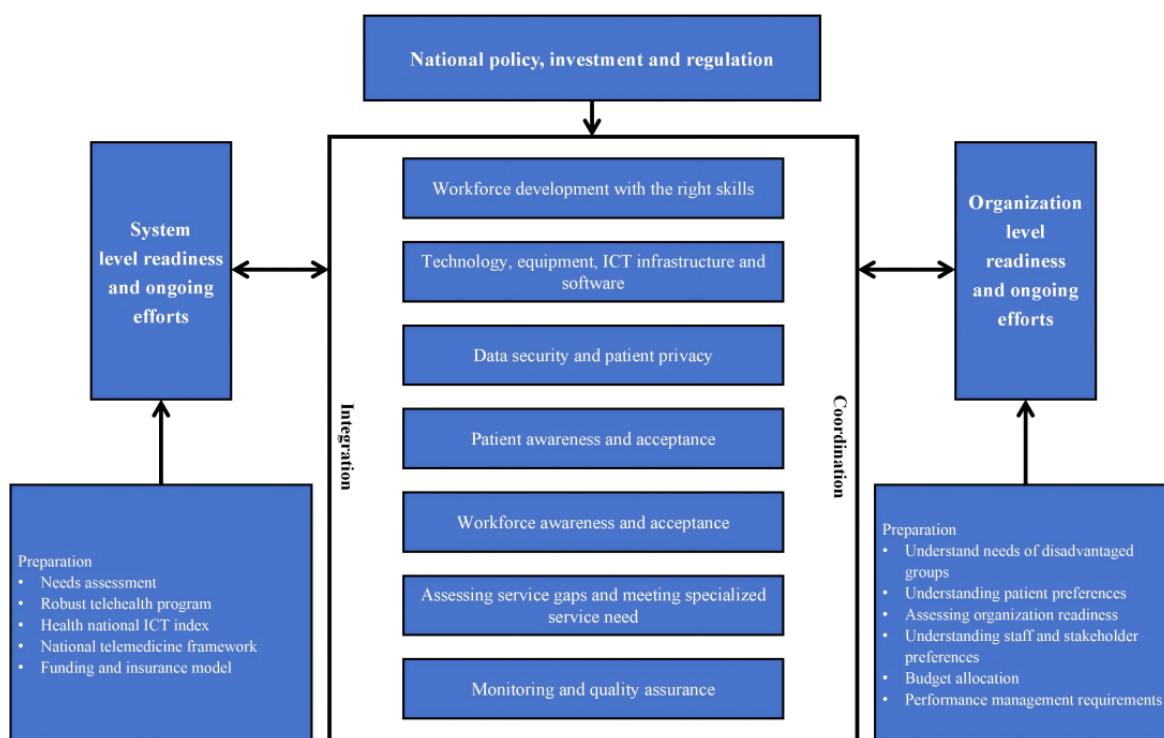 National policy, investment and regulation
System
level readiness
and ongoing
efforts
Preparation
• Needs assessment
• Robust telehealth program
• Health national ICT index
• National telemedicine framework
• Funding and insurance model
Integration
Workforce development with the right skills
Technology, equipment, ICT infrastructure and
software
Data security and patient privacy
Patient awareness and acceptance
Workforce awareness and acceptance
Assessing service gaps and meeting specialized
service need
Monitoring and quality assurance
Coordination
Organization
level
readiness
and ongoing
efforts
Preparation
• Understand needs of disadvantaged
groups
• Understanding patient preferences
• Assessing organization readiness
• Understanding staff and stakeholder
preferences
• Budget allocation
• Performance management requirements